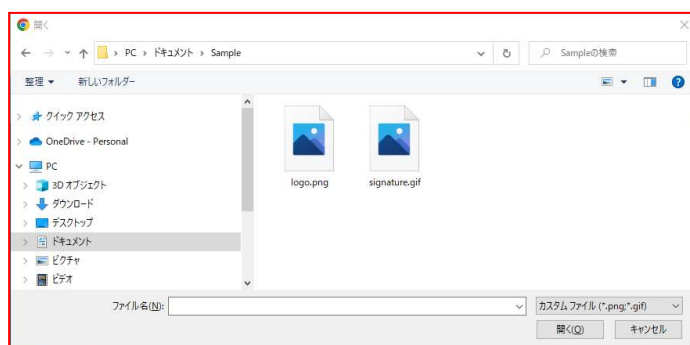 開く
PC › ドキュメント › Sample
Sampleの検索
整理 新しいフォルダー
クイック アクセス
OneDrive - Personal
PC
3D オブジェクト
ダウンロード
デスクトップ
ドキュメント
ピクチャ
ビデオ
logo.png
signature.gif
ファイル名(N):
カスタム ファイル (*.png;*.gif)
開く(O)
キャンセル